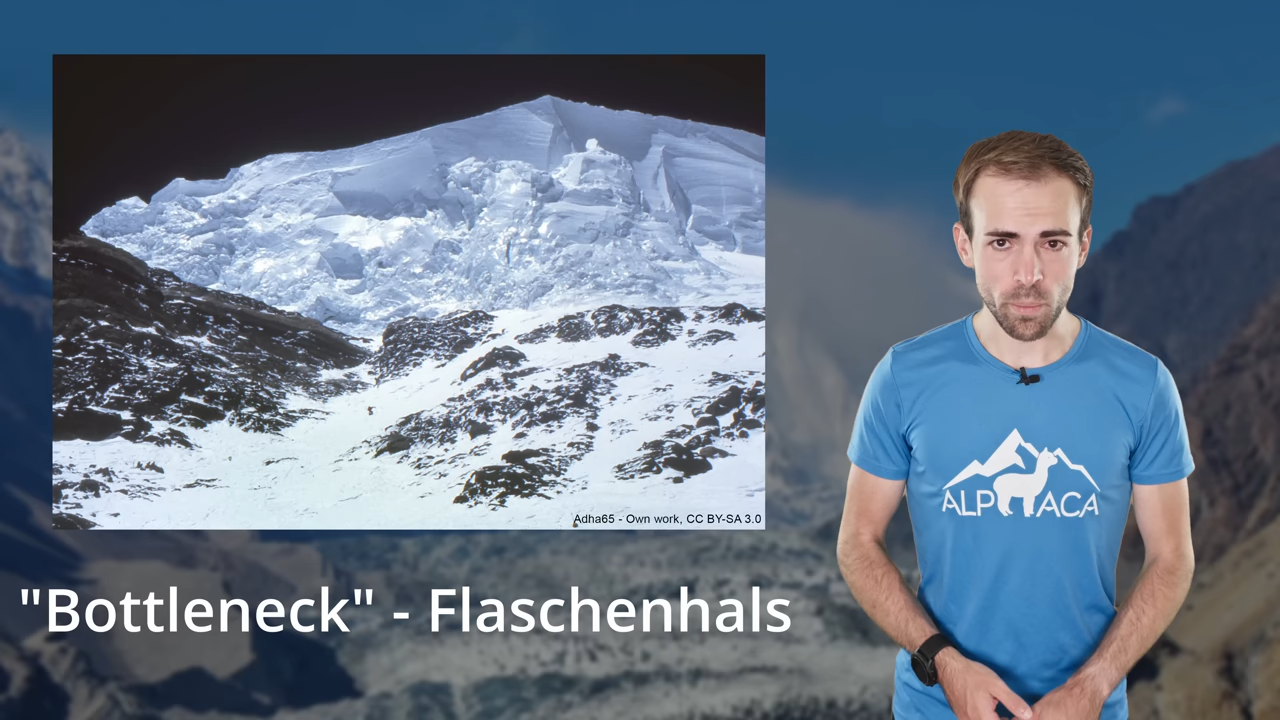 Adha65 - Own work, CC BY-SA 3.0
"Bottleneck" - Flaschenhals
ALPACA